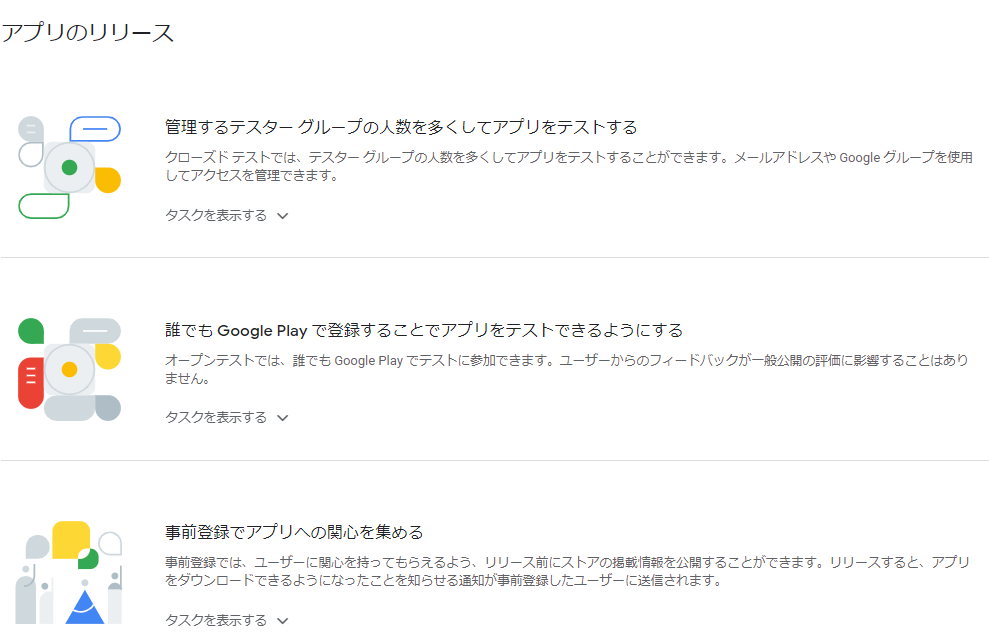 アプリのリリース
管理するテスター グループの人数を多くしてアプリをテストする
クローズド テストでは、テスター グループの人数を多くしてアプリをテストすることができます。メールアドレスや Google グループを使用
してアクセスを管理できます。
タスクを表示する
誰でも Google Play で登録することでアプリをテストできるようにする
オープンテストでは、誰でも Google Play でテストに参加できます。ユーザーからのフィードバックが一般公開の評価に影響することはあり
ません。
タスクを表示する
事前登録でアプリへの関心を集める
事前登録では、ユーザーに関心を持ってもらえるよう、リリース前にストアの掲載情報を公開することができます。リリースすると、アプリ
をダウンロードできるようになったことを知らせる通知が事前登録したユーザーに送信されます。
タスクを表示する